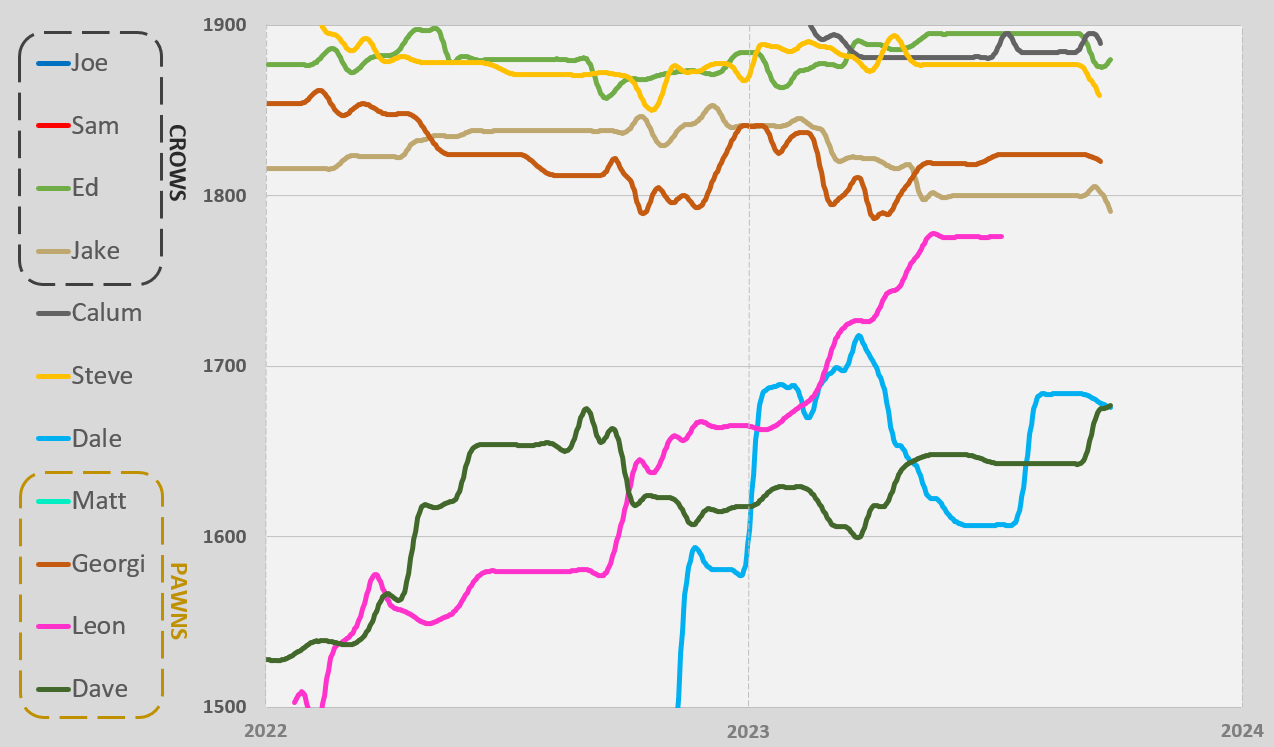 1900
1800
1700
1600
1500
2022
2023
2024
Joe
Sam
Ed
Jake
CROWS
Calum
Steve
Dale
Matt
Georgi
Leon
Dave
PAWNS